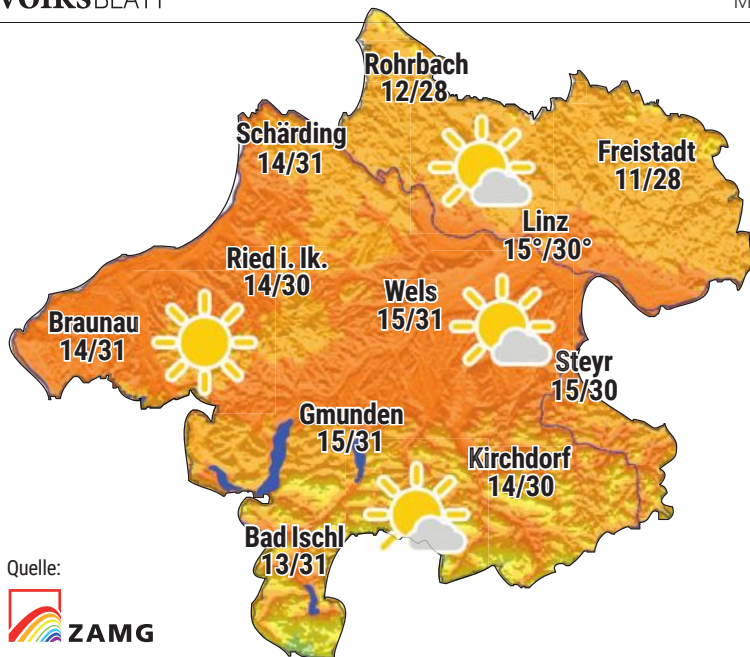 VolksBLATT
M
Rohrbach
12/28
Schärding
14/31
Freistadt
11/28
Linz
15°/30°
Ried i. Ik.
14/30
Wels
15/31
Braunau
14/31
Steyr
15/30
Gmunden
15/31
Kirchdorf
14/30
Bad Ischl
13/31
Quelle:
ZAMG